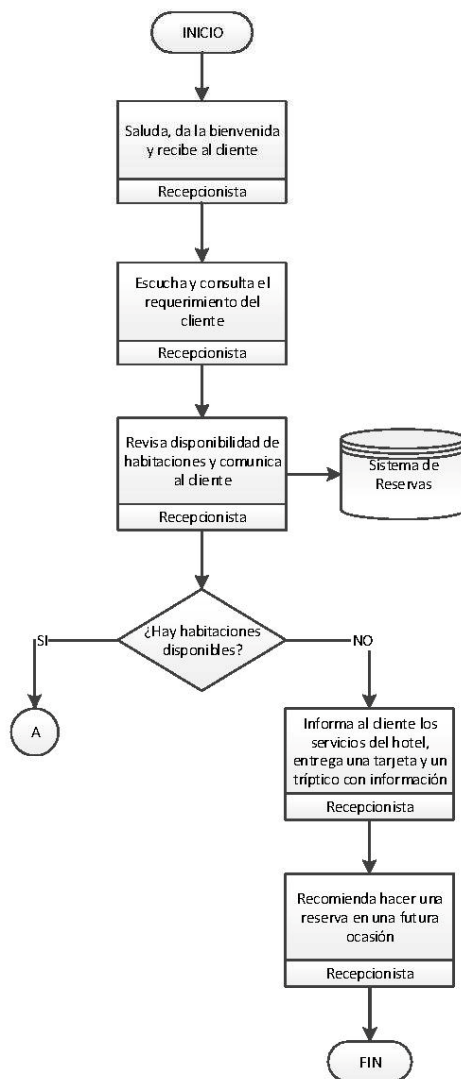 INICIO
Saluda, da la bienvenida
y recibe al cliente
Recepcionista
Escucha y consulta el
requerimiento del
cliente
Recepcionista
Revisa disponibilidad de
habitaciones y comunica
al cliente
Recepcionista
Sistema de
Reservas
¿Hay habitaciones
disponibles?
SI
NO
A
Informa al cliente los
servicios del hotel,
entrega una tarjeta y un
tríptico con información
Recepcionista
Recomienda hacer una
reserva en una futura
ocasión
Recepcionista
FIN